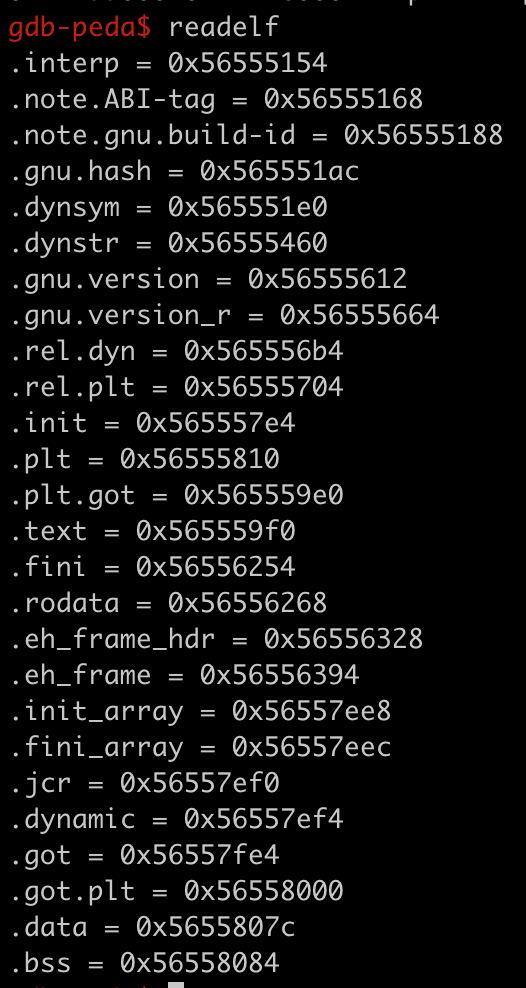 gdb-peda$ readelf
.interp = 0x56555154
.note.ABI-tag = 0x56555168
.note.gnu.build-id = 0x56555188
.gnu.hash = 0x565551ac
.dynsym = 0x565551e0
.dynstr = 0x56555460
.gnu.version = 0x56555612
.gnu.version_r = 0x56555664
.rel.dyn = 0x565556b4
.rel.plt = 0x56555704
.init = 0x565557e4
.plt = 0x56555810
.plt.got = 0x565559e0
.text = 0x565559f0
.fini = 0x56556254
.rodata = 0x56556268
.eh_frame_hdr = 0x56556328
.eh_frame = 0x56556394
.init_array = 0x56557ee8
.fini_array = 0x56557eec
.jcr = 0x56557ef0
.dynamic = 0x56557ef4
.got = 0x56557fe4
.got.plt = 0x56558000
.data = 0x5655807c
.bss = 0x56558084